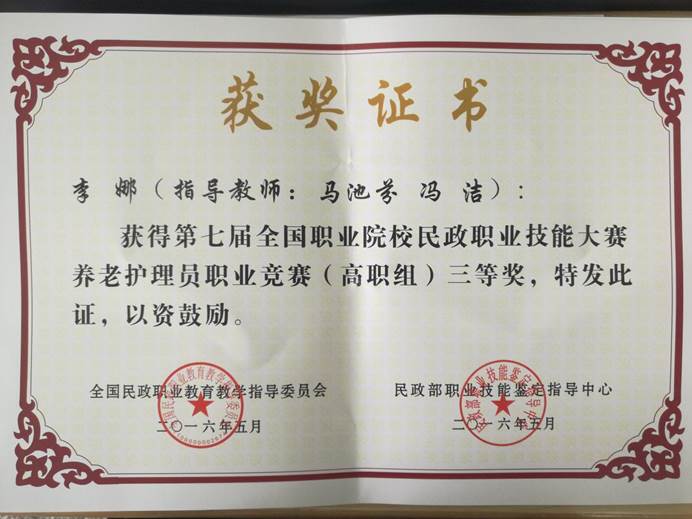 获奖证书
李 娜（指导教师：马池芬 冯 洁）：
获得第七届全国职业院校民政职业技能大赛
养老护理员职业竞赛（高职组）三等奖，特发此
证，以资鼓励。
全国民政职业教育教学指导委员会
二〇一六年五月
民政部职业技能鉴定指导中心
二〇一六年五月